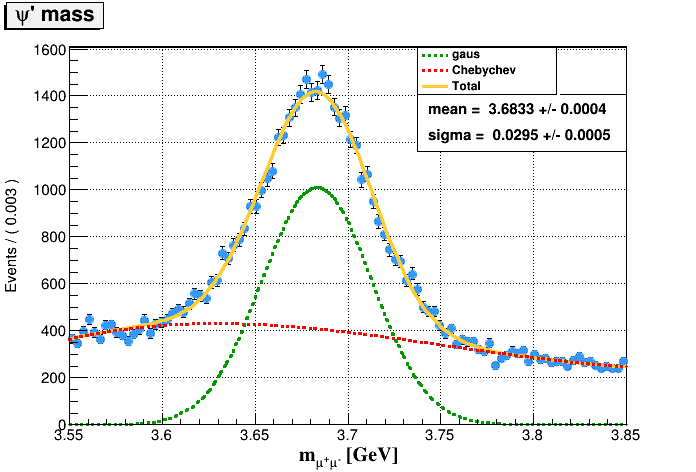 ψ' mass
1600
1400
1200
1000
800
600
400
200
0
Events / ( 0.003 )
gaus
Chebychev
Total
mean = 3.6833 +/- 0.0004
sigma = 0.0295 +/- 0.0005
3.55 3.6 3.65 3.7 3.75 3.8 3.85
m_{μ⁺μ⁻} [GeV]